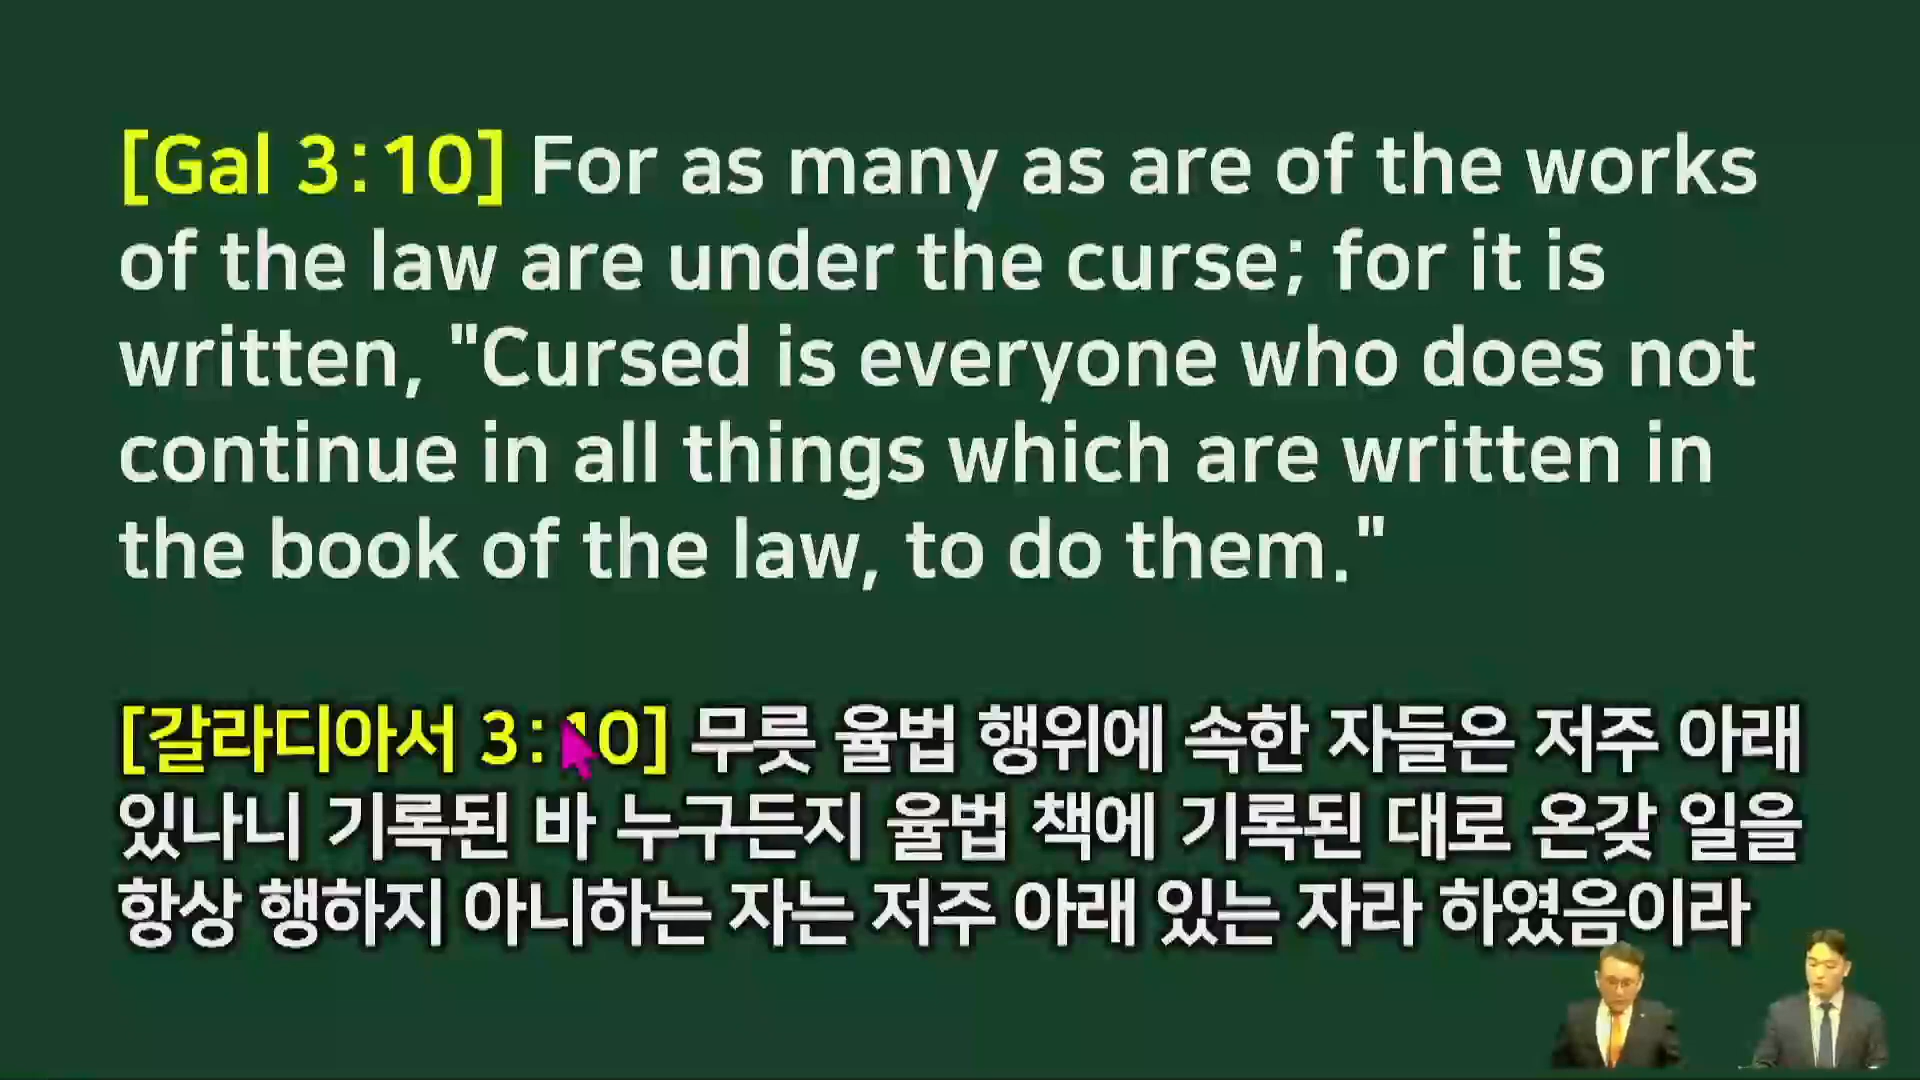 [Gal 3:10] For as many as are of the works
of the law are under the curse; for it is
written, "Cursed is everyone who does not
continue in all things which are written in
the book of the law, to do them."
[갈라디아서 3:10] 무릇 율법 행위에 속한 자들은 저주 아래
있나니 기록된 바 누구든지 율법 책에 기록된 대로 온갖 일을
항상 행하지 아니하는 자는 저주 아래 있는 자라 하였음이라